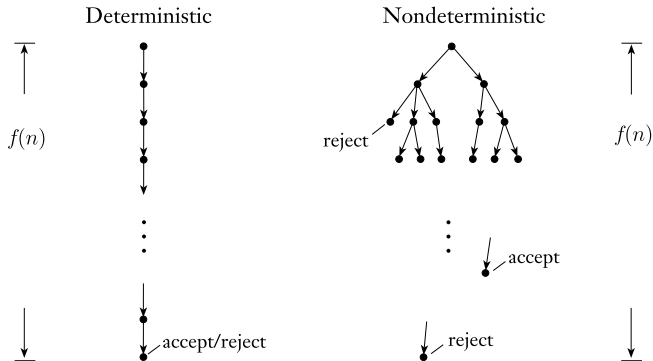 Deterministic
Nondeterministic
f(n)
f(n)
reject
accept
accept/reject
reject